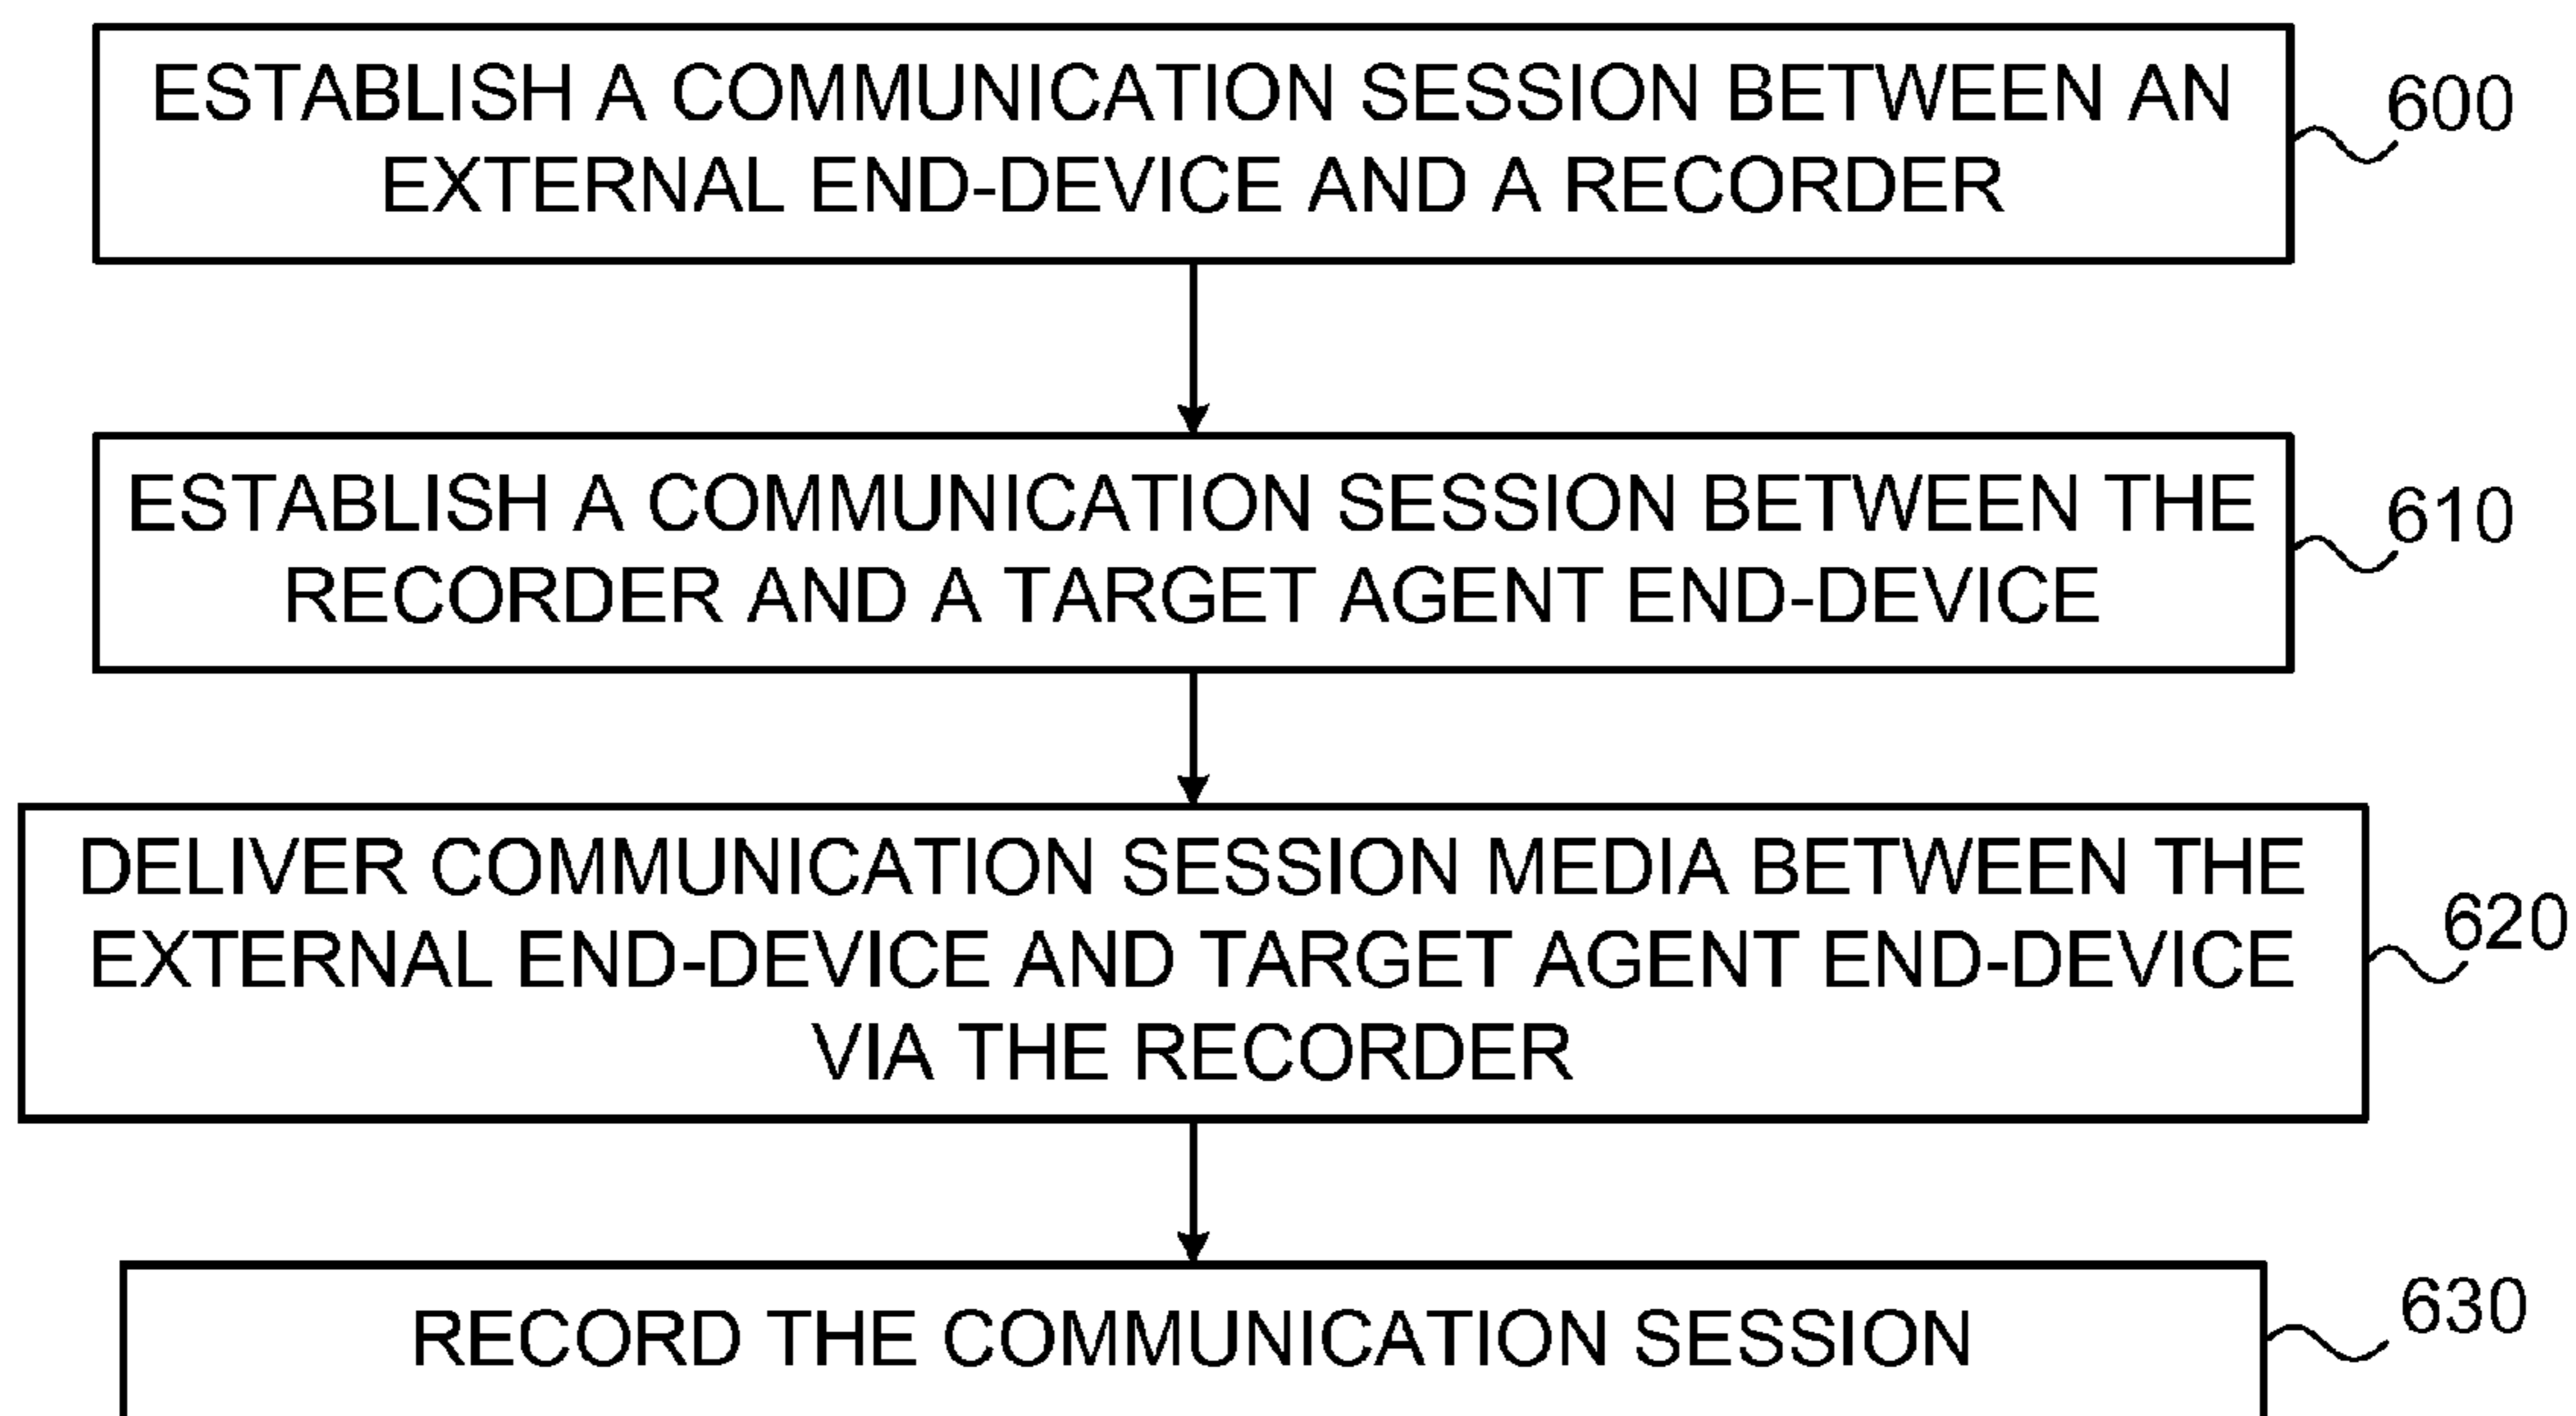 ESTABLISH A COMMUNICATION SESSION BETWEEN AN
EXTERNAL END-DEVICE AND A RECORDER
600
ESTABLISH A COMMUNICATION SESSION BETWEEN THE
RECORDER AND A TARGET AGENT END-DEVICE
610
DELIVER COMMUNICATION SESSION MEDIA BETWEEN THE
EXTERNAL END-DEVICE AND TARGET AGENT END-DEVICE
VIA THE RECORDER
620
RECORD THE COMMUNICATION SESSION
630